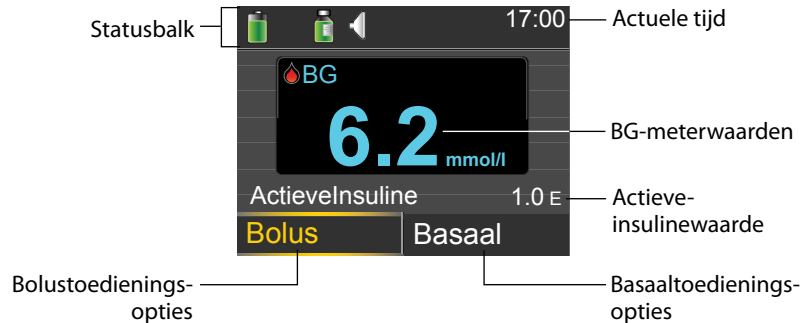 Statusbalk
17:00
Actuele tijd
BG
6.2 mmol/l
BG-meterwaarden
ActieveInsuline 1.0 E
Actieve-
insulinewaarde
Bolus
Basaal
Bolustoedienings-
opties
Basaaltoedienings-
opties